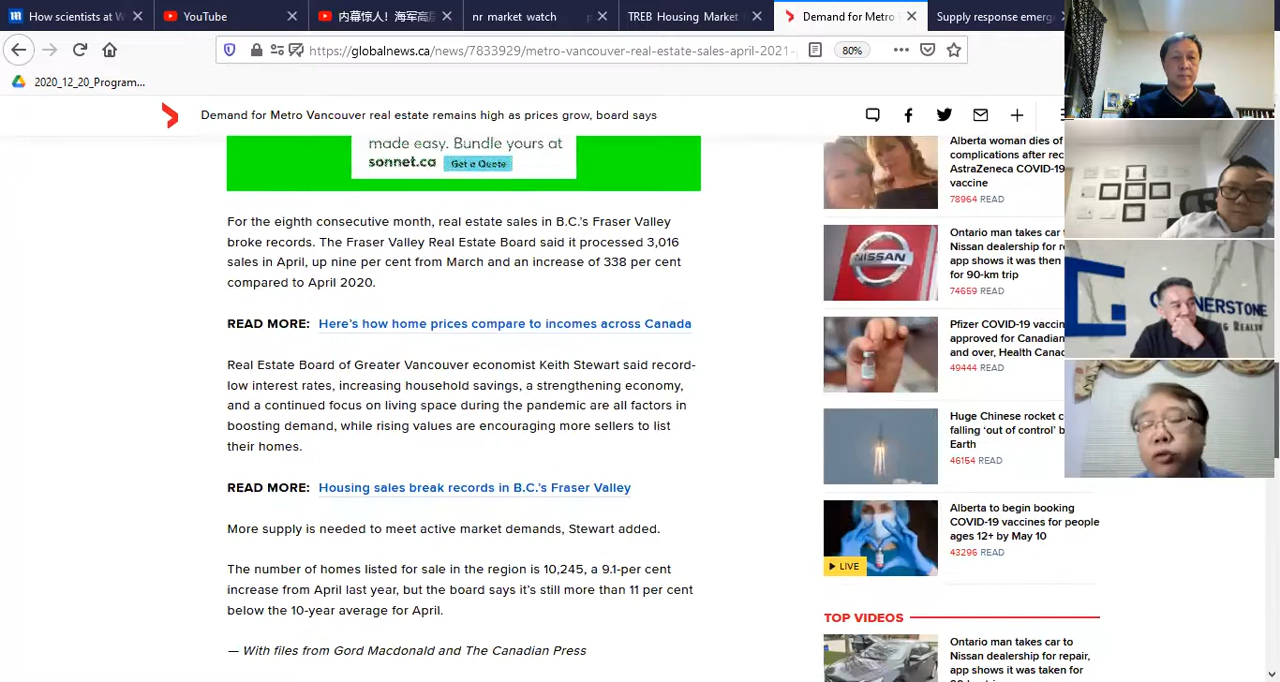 How scientists at W
YouTube
内幕惊人！海军高层
nr market watch
TREB Housing Market
Demand for Metro
Supply response emerg
https://globalnews.ca/news/7833929/metro-vancouver-real-estate-sales-april-2021-
80%
2020_12_20_Program...
Demand for Metro Vancouver real estate remains high as prices grow, board says
made easy. Bundle yours at
sonnet.ca Get a Quote
For the eighth consecutive month, real estate sales in B.C.'s Fraser Valley
broke records. The Fraser Valley Real Estate Board said it processed 3,016
sales in April, up nine per cent from March and an increase of 338 per cent
compared to April 2020.
READ MORE: Here's how home prices compare to incomes across Canada
Real Estate Board of Greater Vancouver economist Keith Stewart said record-
low interest rates, increasing household savings, a strengthening economy,
and a continued focus on living space during the pandemic are all factors in
boosting demand, while rising values are encouraging more sellers to list
their homes.
READ MORE: Housing sales break records in B.C.'s Fraser Valley
More supply is needed to meet active market demands, Stewart added.
The number of homes listed for sale in the region is 10,245, a 9.1-per cent
increase from April last year, but the board says it's still more than 11 per cent
below the 10-year average for April.
— With files from Gord Macdonald and The Canadian Press
Alberta woman dies of
complications after rec
AstraZeneca COVID-19
vaccine
78964 READ
NISSAN
Ontario man takes car
Nissan dealership for re
app shows it was then
for 90-km trip
74659 READ
Pfizer COVID-19 vaccin
approved for Canadian
and over, Health Canad
49444 READ
Huge Chinese rocket c
falling 'out of control' b
Earth
46154 READ
LIVE
Alberta to begin booking
COVID-19 vaccines for people
ages 12+ by May 10
43296 READ
TOP VIDEOS
Ontario man takes car to
Nissan dealership for repair,
app shows it was taken for